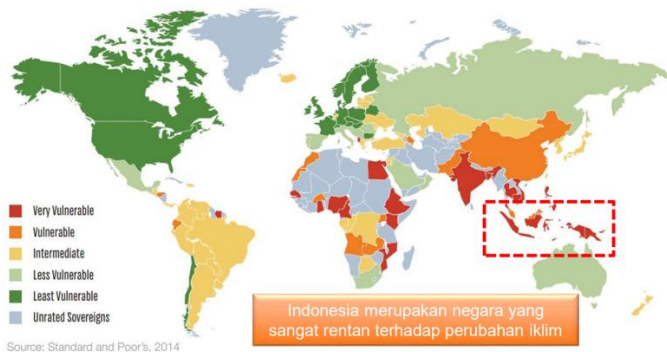 Very Vulnerable
Vulnerable
Intermediate
Less Vulnerable
Least Vulnerable
Unrated Sovereigns
Indonesia merupakan negara yang
sangat rentan terhadap perubahan iklim
Source: Standard and Poor's, 2014